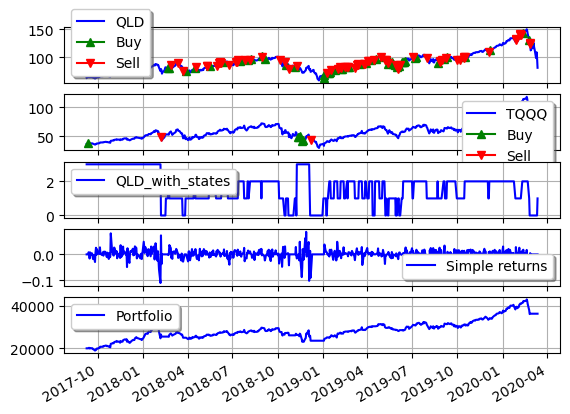 150
100
QLD
Buy
Sell
100
50
TQQQ
Buy
Sell
2
0
QLD_with_states
0.0
−0.1
Simple returns
40000
20000
Portfolio
2017-10
2018-01
2018-04
2018-07
2018-10
2019-01
2019-04
2019-07
2019-10
2020-01
2020-04